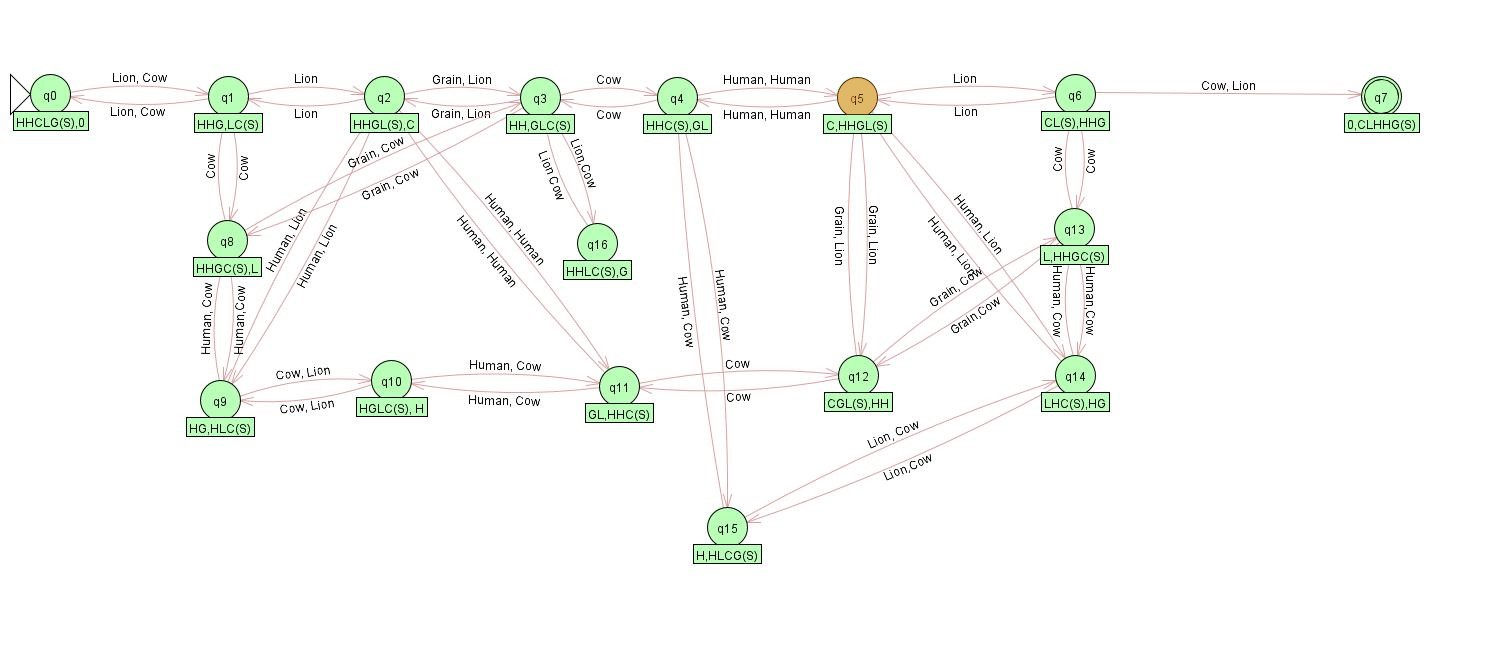 Lion, Cow
Lion
Grain, Lion
Cow
Human, Human
Lion
Cow, Lion
q0
q1
q2
q3
q4
q5
q6
q7
Lion, Cow
Lion
Grain, Lion
Cow
Human, Human
Lion
HHCLG(S),0
HHG,LC(S)
HHGL(S),C
HH,GLC(S)
HHC(S),GL
C,HHGL(S)
CL(S),HHG
0,CLHHG(S)
Cow
Cow
Grain, Cow
Grain, Cow
Lion,Cow
Lion,Cow
Cow
Cow
Human, Lion
Human, Lion
Human, Human
Human, Human
Grain, Lion
Grain, Lion
Human, Lion
Human, Lion
q8
q16
q13
HHGC(S),L
HHLC(S),G
L,HHGC(S)
Human, Cow
Human,Cow
Human, Cow
Human, Cow
Grain, Cow
Grain,Cow
Human, Cow
Human,Cow
Cow, Lion
Human, Cow
Cow
q9
q10
q11
q12
q14
Cow, Lion
Human, Cow
Cow
HG,HLC(S)
HGLC(S), H
GL,HHC(S)
CGL(S),HH
LHC(S),HG
Lion, Cow
Lion,Cow
q15
H,HLCG(S)